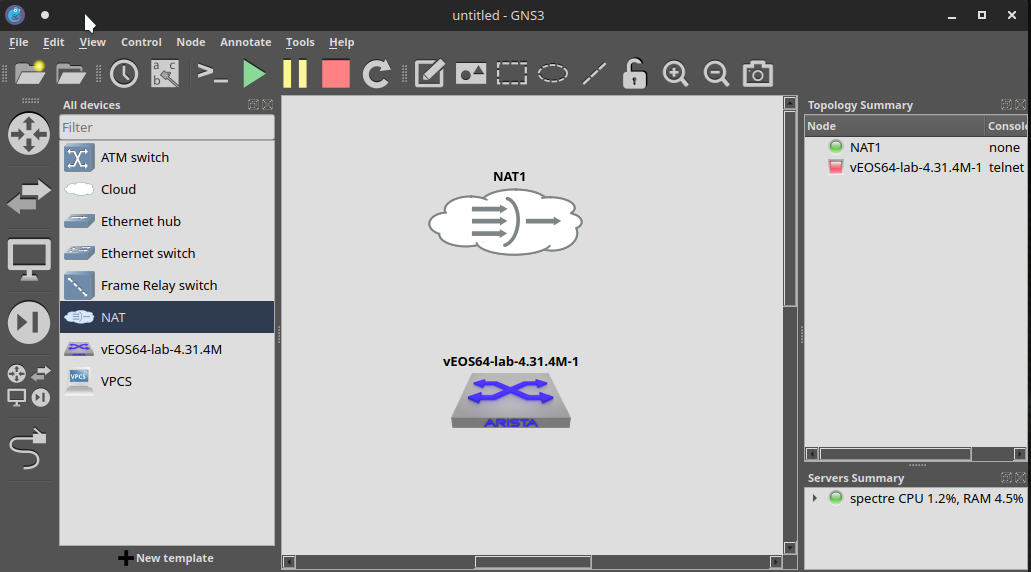 untitled - GNS3
File Edit View Control Node Annotate Tools Help
a c
b
>_
All devices
Filter
ATM switch
Cloud
Ethernet hub
Ethernet switch
Frame Relay switch
NAT
vEOS64-lab-4.31.4M
VPCS
VPCS
New template
NAT1
vEOS64-lab-4.31.4M-1
ARISTA
Topology Summary
Node Console
NAT1 none
vEOS64-lab-4.31.4M-1 telnet
Servers Summary
spectre CPU 1.2%, RAM 4.5%